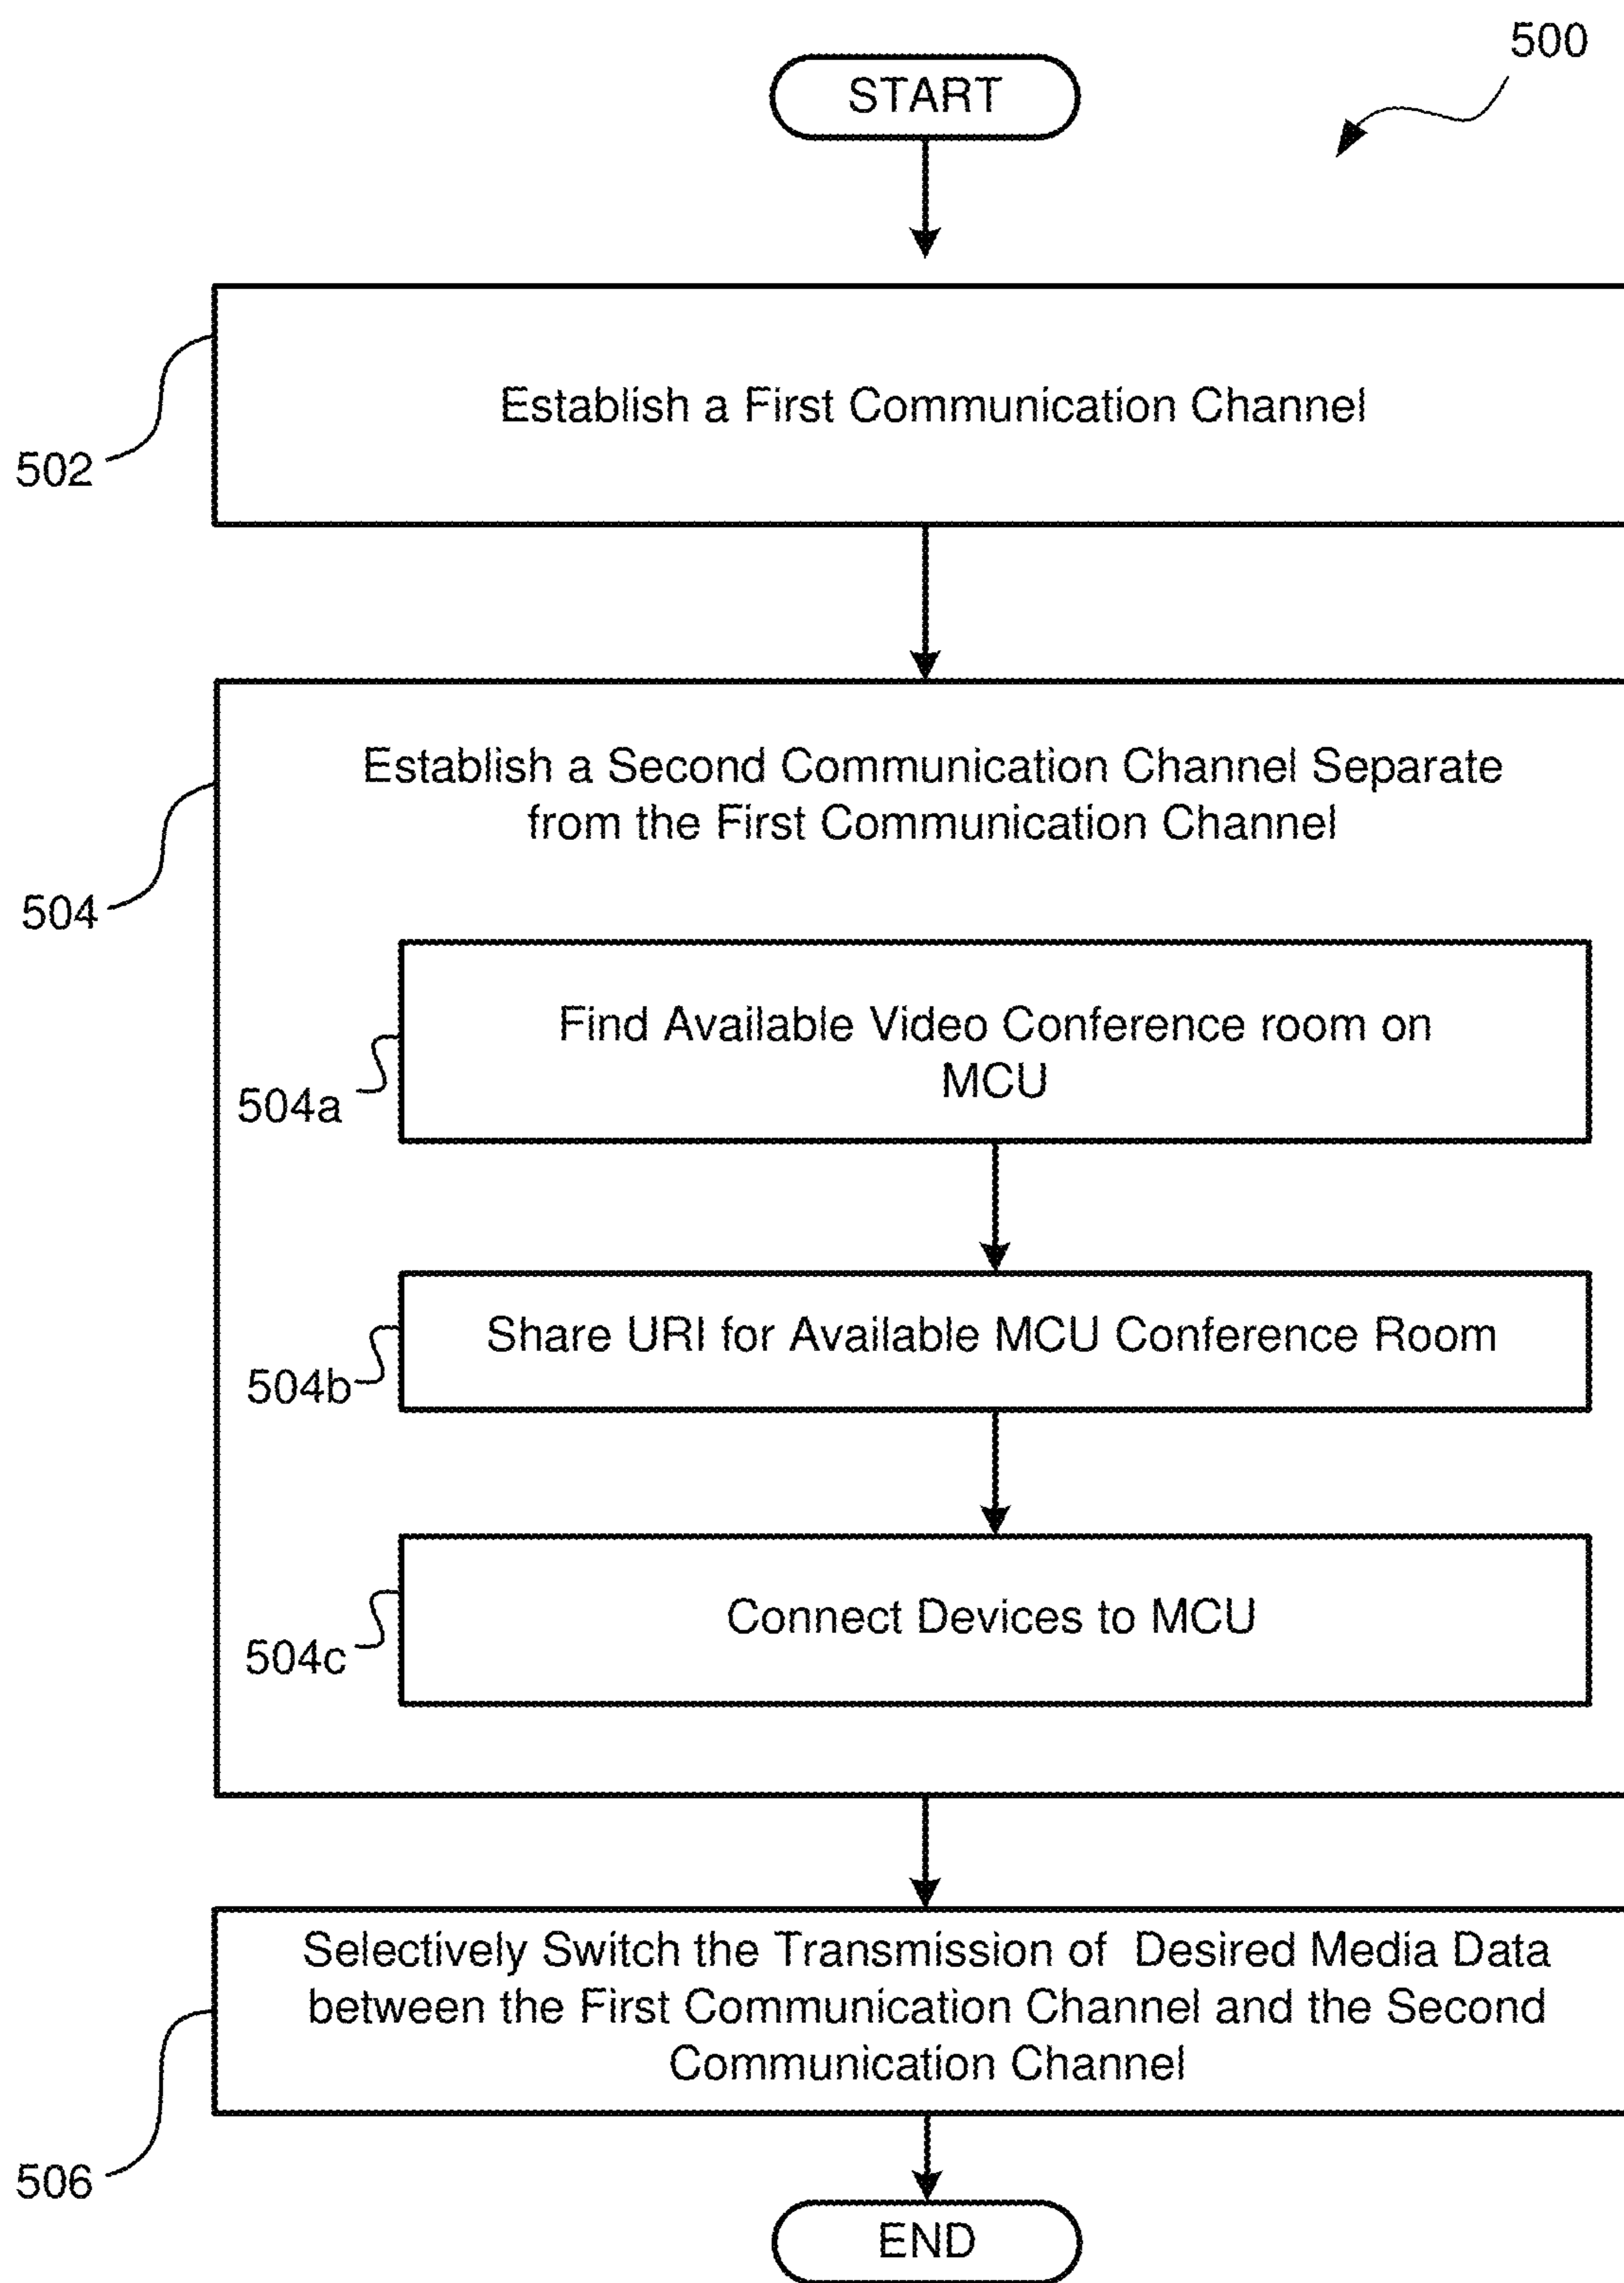 500
START
Establish a First Communication Channel
502
Establish a Second Communication Channel Separate
from the First Communication Channel
504
Find Available Video Conference room on
MCU
504a
Share URI for Available MCU Conference Room
504b
Connect Devices to MCU
504c
Selectively Switch the Transmission of Desired Media Data
between the First Communication Channel and the Second
Communication Channel
506
END